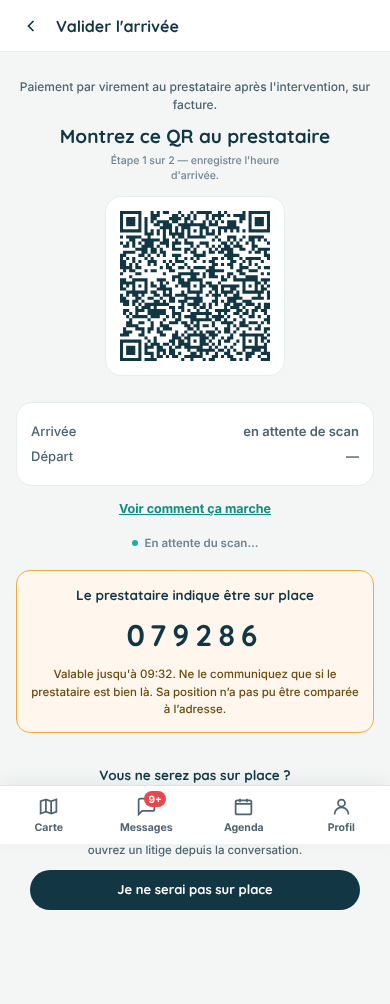 Valider l'arrivée
Paiement par virement au prestataire après l'intervention, sur
facture.
Montrez ce QR au prestataire
Étape 1 sur 2 — enregistre l'heure
d'arrivée.
Arrivée en attente de scan
Départ —
Voir comment ça marche
En attente du scan...
Le prestataire indique être sur place
079286
Valable jusqu'à 09:32. Ne le communiquez que si le
prestataire est bien là. Sa position n'a pas pu être comparée
à l'adresse.
Vous ne serez pas sur place ?
9+
Carte Messages Agenda Profil
ouvrez un litige depuis la conversation.
Je ne serai pas sur place